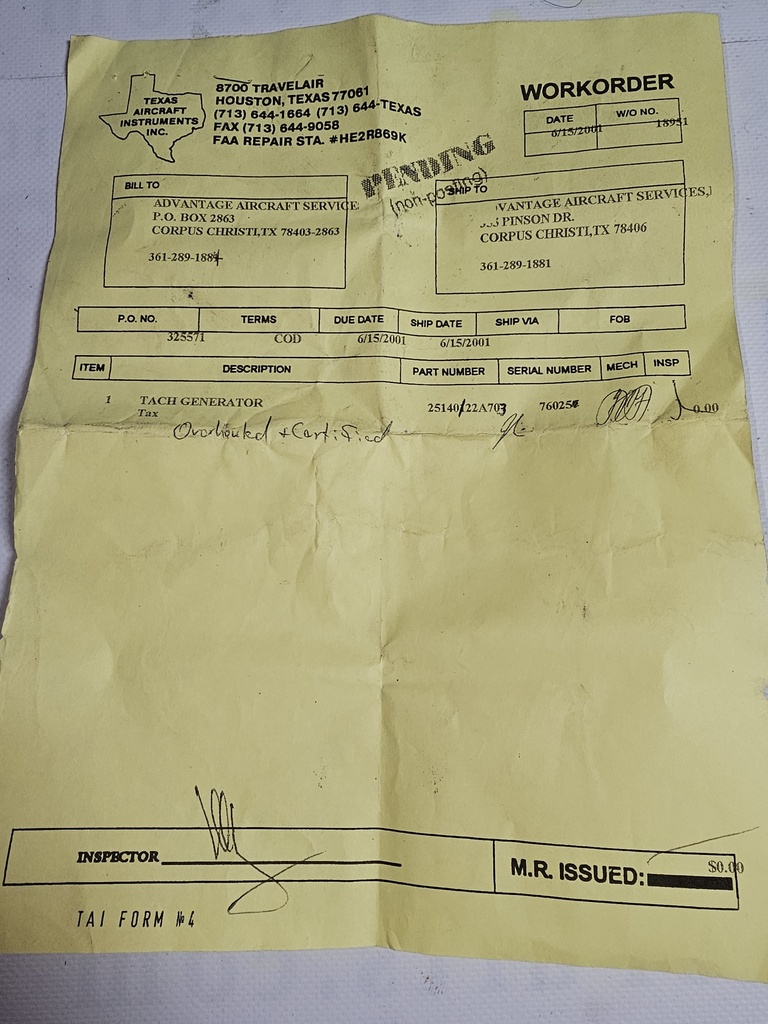 TEXAS
AIRCRAFT
INSTRUMENTS
INC.
8700 TRAVELAIR
HOUSTON, TEXAS 77061
(713) 644-1664 (713) 644-TEXAS
FAX (713) 644-9058
FAA REPAIR STA. #HE2R869K
WORKORDER
DATE W/O NO.
6/15/2001 18951
PENDING
(non-posting)
BILL TO
ADVANTAGE AIRCRAFT SERVICE
P.O. BOX 2863
CORPUS CHRISTI,TX 78403-2863
361-289-1881
SHIP TO
VANTAGE AIRCRAFT SERVICES,
PINSON DR.
CORPUS CHRISTI,TX 78406
361-289-1881
P.O. NO. TERMS DUE DATE SHIP DATE SHIP VIA FOB
325571 COD 6/15/2001 6/15/2001
ITEM DESCRIPTION PART NUMBER SERIAL NUMBER MECH INSP
1 TACH GENERATOR 25140/22A703 76025
Tax 0.00
Overhauled + Certified
INSPECTOR
M.R. ISSUED: $0.00
TAI FORM № 4